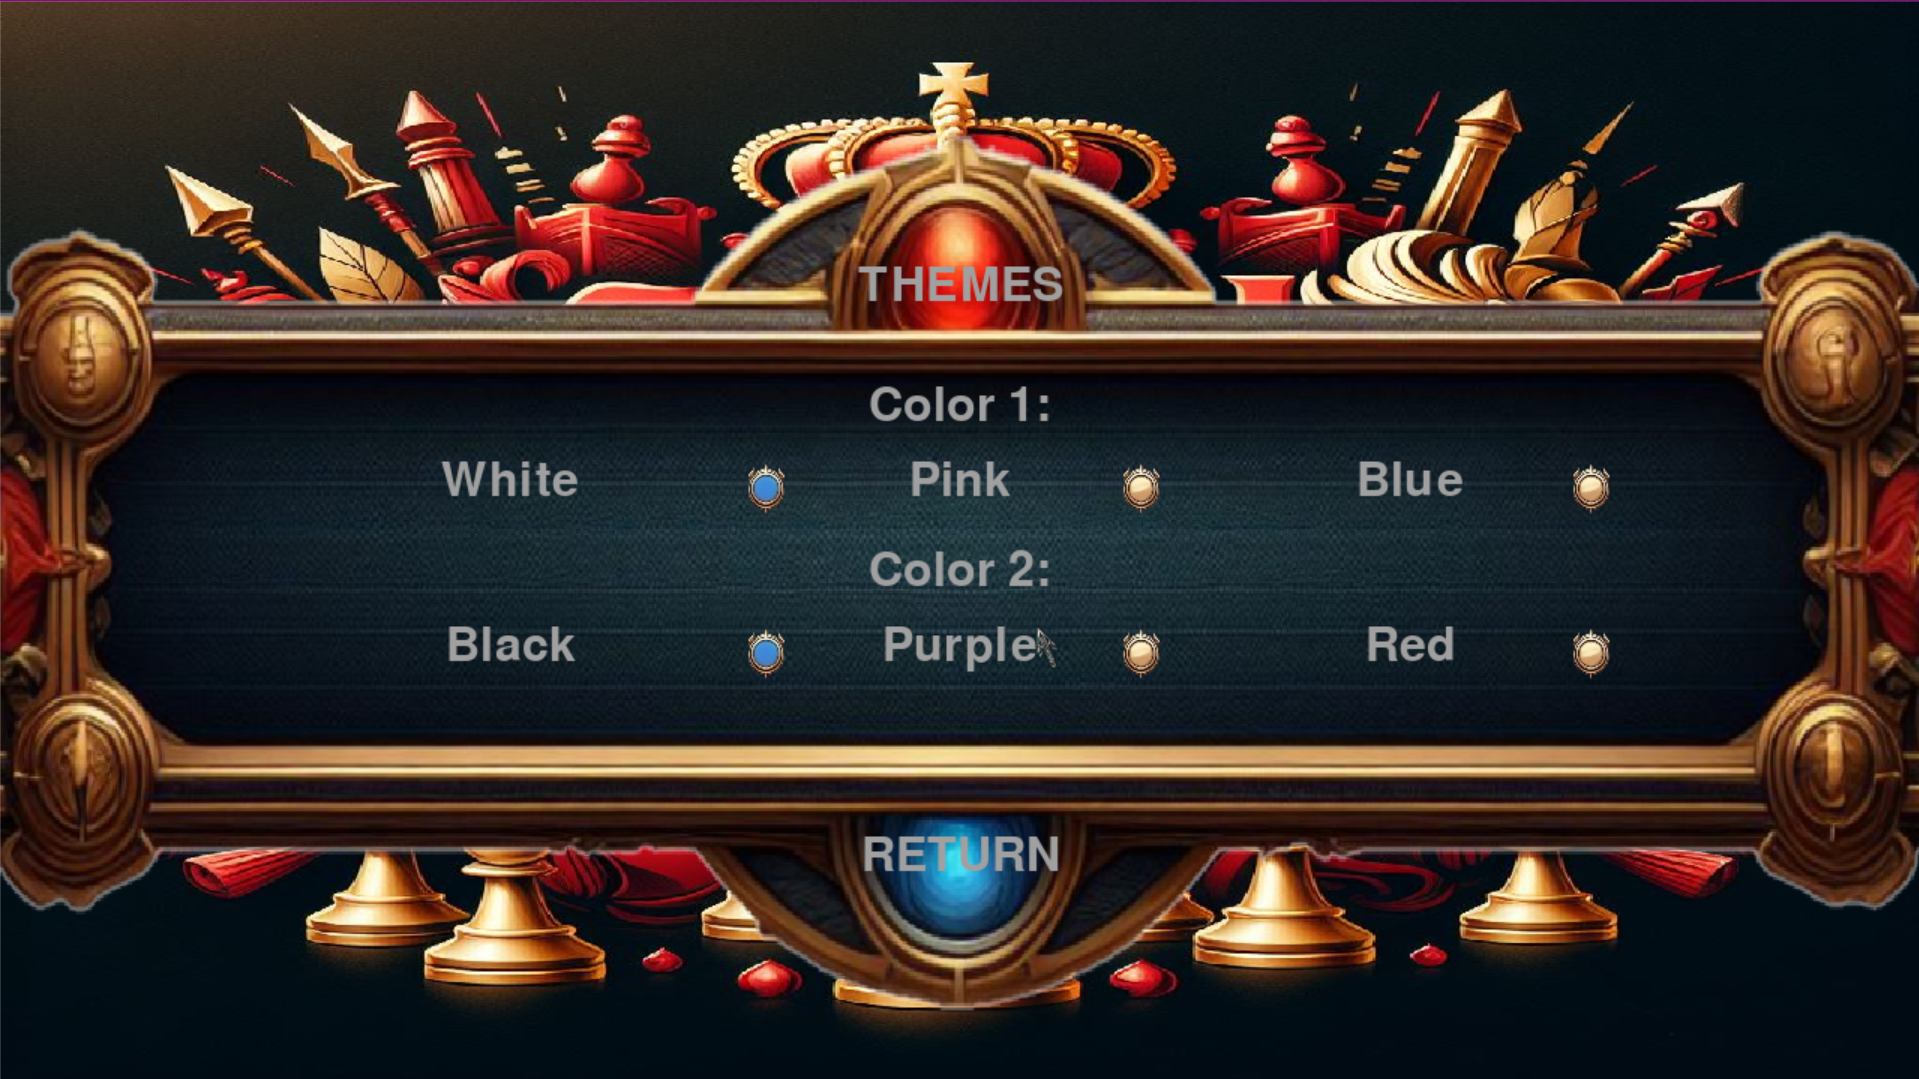 THEMES
Color 1:
White Pink Blue
Color 2:
Black Purple Red
RETURN